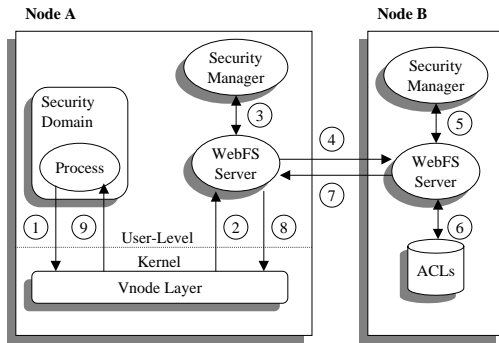 Node A
Node B
Security
Manager
Security
Manager
Security
Domain
3
5
4
Process
WebFS
Server
WebFS
Server
7
1
9
2
8
6
User-Level
Kernel
ACLs
Vnode Layer